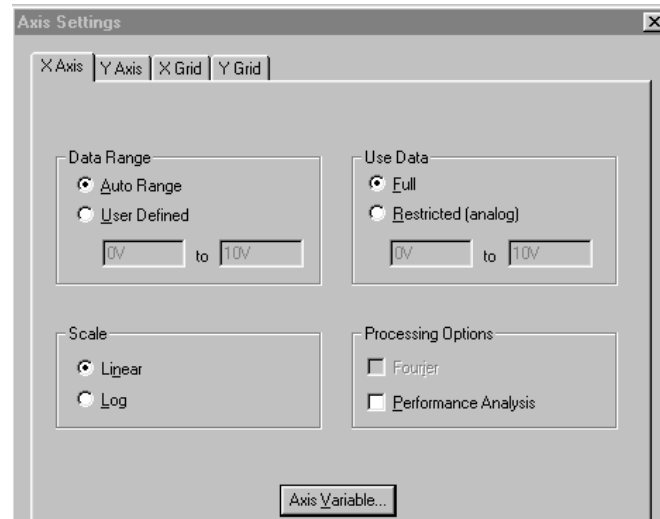 Axis Settings
X Axis Y Axis X Grid Y Grid
Data Range
Auto Range
User Defined
0V to 10V
Use Data
Full
Restricted (analog)
0V to 10V
Scale
Linear
Log
Processing Options
Fourier
Performance Analysis
Axis Variable...